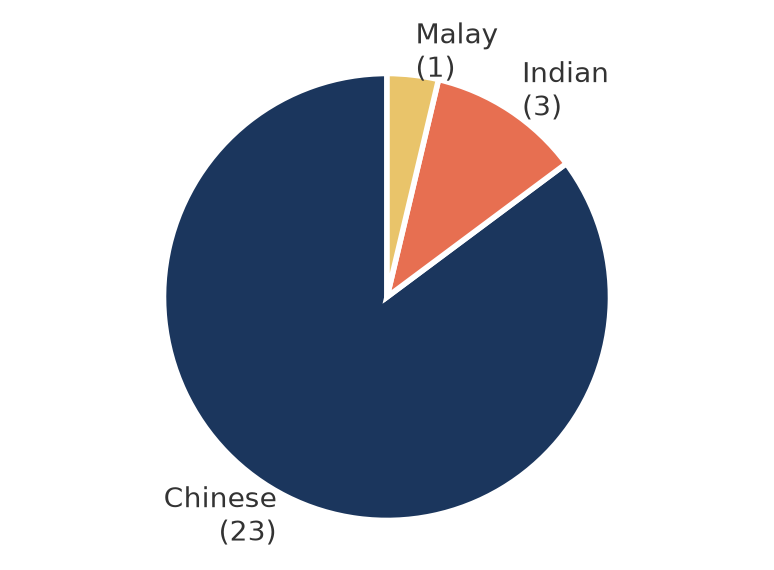 Malay
(1)
Indian
(3)
Chinese
(23)